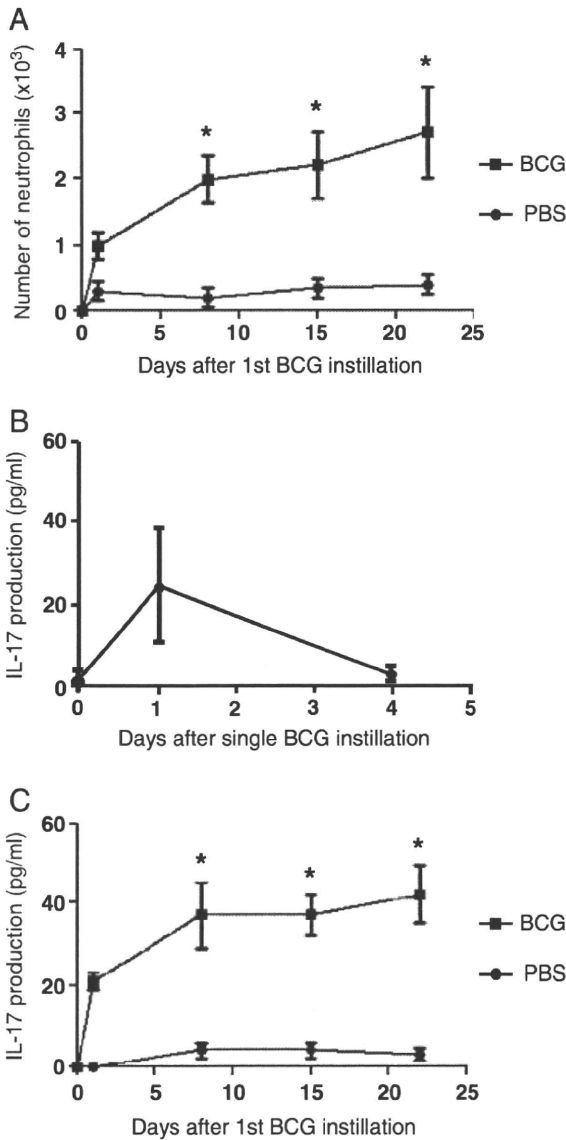 A
Number of neutrophils (x10³)
4
3
2
1
0
*
*
*
0
5
10
15
20
25
Days after 1st BCG instillation
BCG
PBS
B
IL-17 production (pg/ml)
60
40
20
0
0
1
2
3
4
5
Days after single BCG instillation
C
IL-17 production (pg/ml)
60
40
20
0
*
*
*
0
5
10
15
20
25
Days after 1st BCG instillation
BCG
PBS